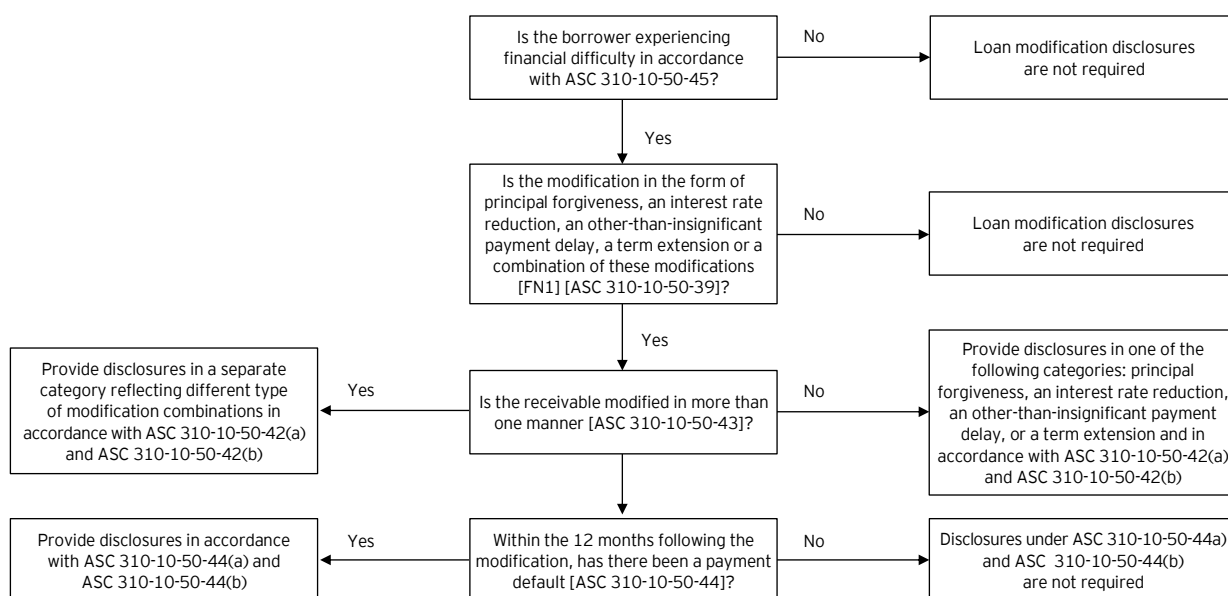 Is the borrower experiencing
financial difficulty in accordance
with ASC 310-10-50-45?
No
Loan modification disclosures
are not required
Yes
Is the modification in the form of
principal forgiveness, an interest rate
reduction, an other-than-insignificant
payment delay, a term extension or a
combination of these modifications
[FN1] [ASC 310-10-50-39]?
No
Loan modification disclosures
are not required
Yes
Provide disclosures in a separate
category reflecting different type
of modification combinations in
accordance with ASC 310-10-50-42(a)
and ASC 310-10-50-42(b)
Yes
Is the receivable modified in more than
one manner [ASC 310-10-50-43]?
No
Provide disclosures in one of the
following categories: principal
forgiveness, an interest rate reduction,
an other-than-insignificant payment
delay, or a term extension and in
accordance with ASC 310-10-50-42(a)
and ASC 310-10-50-42(b)
Provide disclosures in accordance
with ASC 310-10-50-44(a) and
ASC 310-10-50-44(b)
Yes
Within the 12 months following the
modification, has there been a payment
default [ASC 310-10-50-44]?
No
Disclosures under ASC 310-10-50-44a)
and ASC 310-10-50-44(b)
are not required